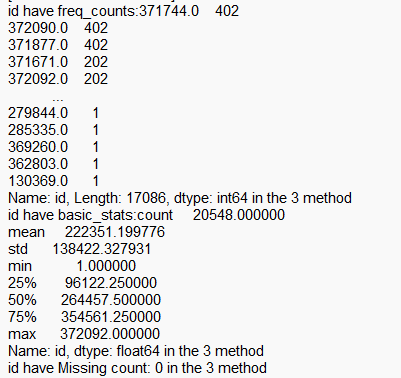 id have freq_counts:371744.0    402
372090.0    402
371877.0    402
371671.0    202
372092.0    202
...
279844.0      1
285335.0      1
369260.0      1
362803.0      1
130369.0      1
Name: id, Length: 17086, dtype: int64 in the 3 method
id have basic_stats:count     20548.000000
mean     222351.199776
std      138422.327931
min           1.000000
25%       96122.250000
50%      264457.500000
75%      354561.250000
max      372092.000000
Name: id, dtype: float64 in the 3 method
id have Missing count: 0 in the 3 method